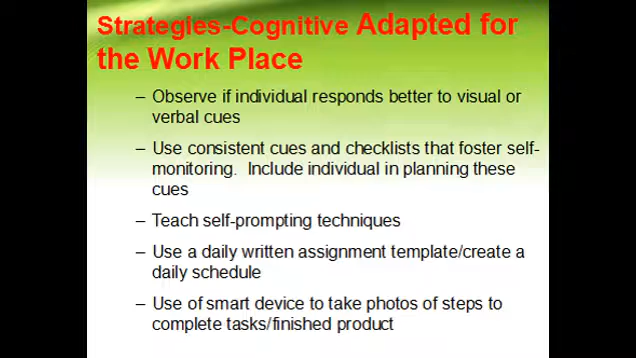 Strategies-Cognitive Adapted for
the Work Place
– Observe if individual responds better to visual or
verbal cues
– Use consistent cues and checklists that foster self-
monitoring.  Include individual in planning these
cues
– Teach self-prompting techniques
– Use a daily written assignment template/create a
daily schedule
– Use of smart device to take photos of steps to
complete tasks/finished product